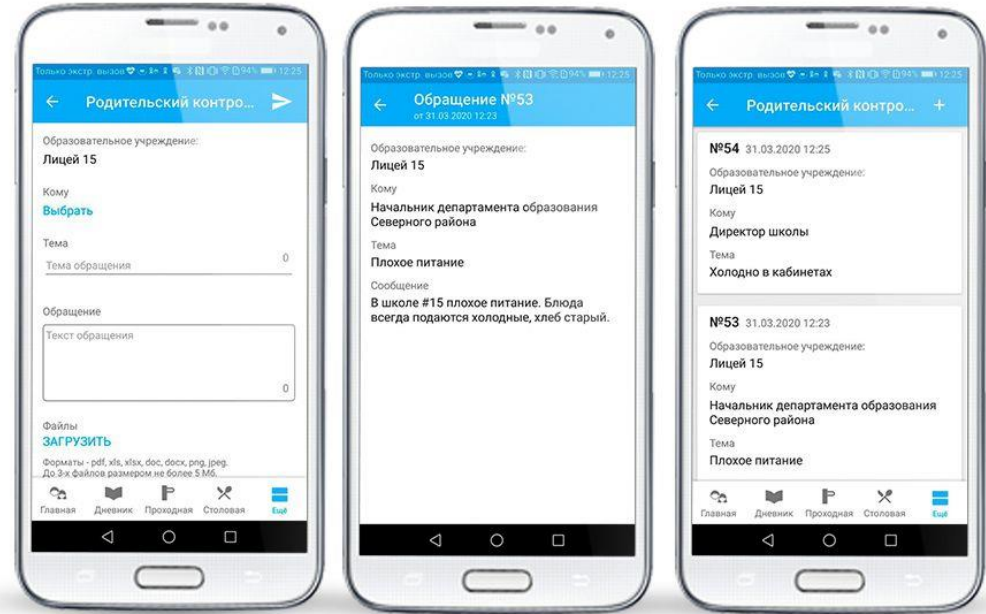 Только экстр. вызов 94% 12:25
Родительский контро...
Образовательное учреждение:
Лицей 15
Кому
Выбрать
Тема
Тема обращения
0
Обращение
Текст обращения
0
Файлы
ЗАГРУЗИТЬ
Форматы - pdf, xls, xlsx, doc, docx, png, jpeg.
До 3-х файлов размером не более 5 Мб.
Главная Дневник Проходная Столовая Ещё
Только экстр. вызов 94% 12:25
Обращение №53
от 31.03.2020 12:23
Образовательное учреждение:
Лицей 15
Кому
Начальник департамента образования
Северного района
Тема
Плохое питание
Сообщение
В школе #15 плохое питание. Блюда
всегда подаются холодные, хлеб старый.
Только экстр. вызов 94% 12:25
Родительский контро...
№54 31.03.2020 12:25
Образовательное учреждение:
Лицей 15
Кому
Директор школы
Тема
Холодно в кабинетах
№53 31.03.2020 12:23
Образовательное учреждение:
Лицей 15
Кому
Начальник департамента образования
Северного района
Тема
Плохое питание
Главная Дневник Проходная Столовая Ещё